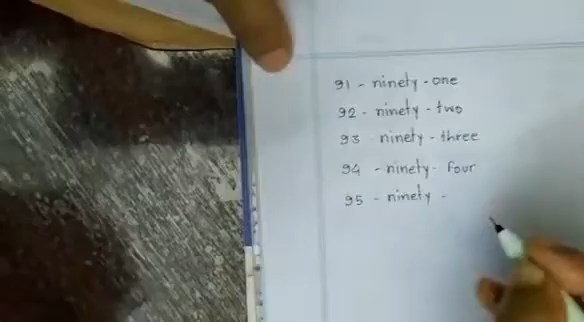 91 - ninety - one
92 - ninety - two
93 - ninety - three
94 - ninety - four
95 - ninety -